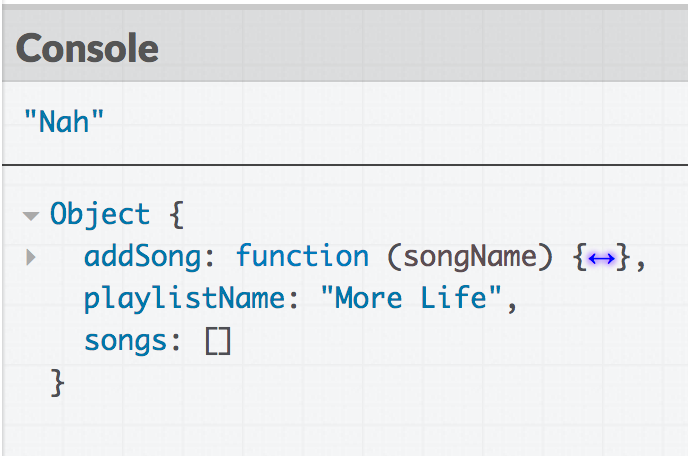 Console
"Nah"
Object {
addSong: function (songName) {↔},
playlistName: "More Life",
songs: []
}